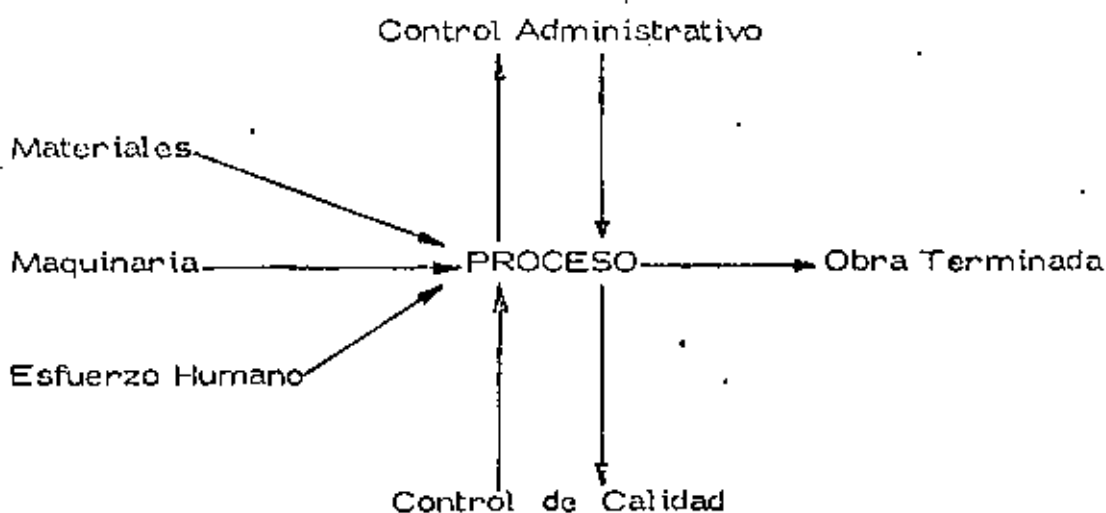 Control Administrativo
Materiales
Maquinaria
PROCESO
Obra Terminada
Esfuerzo Humano
Control de Calidad